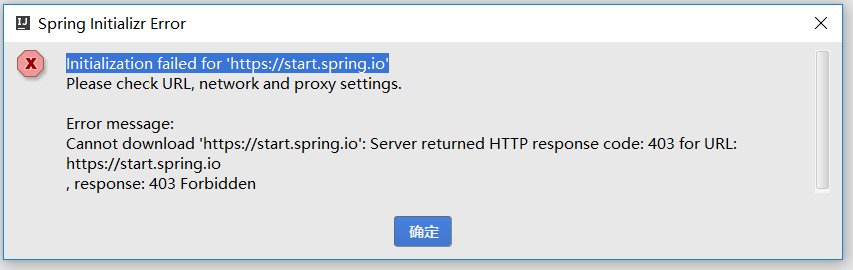 IJ
Spring Initializr Error
Initialization failed for 'https://start.spring.io'
Please check URL, network and proxy settings.
Error message:
Cannot download 'https://start.spring.io': Server returned HTTP response code: 403 for URL:
https://start.spring.io
, response: 403 Forbidden
确定